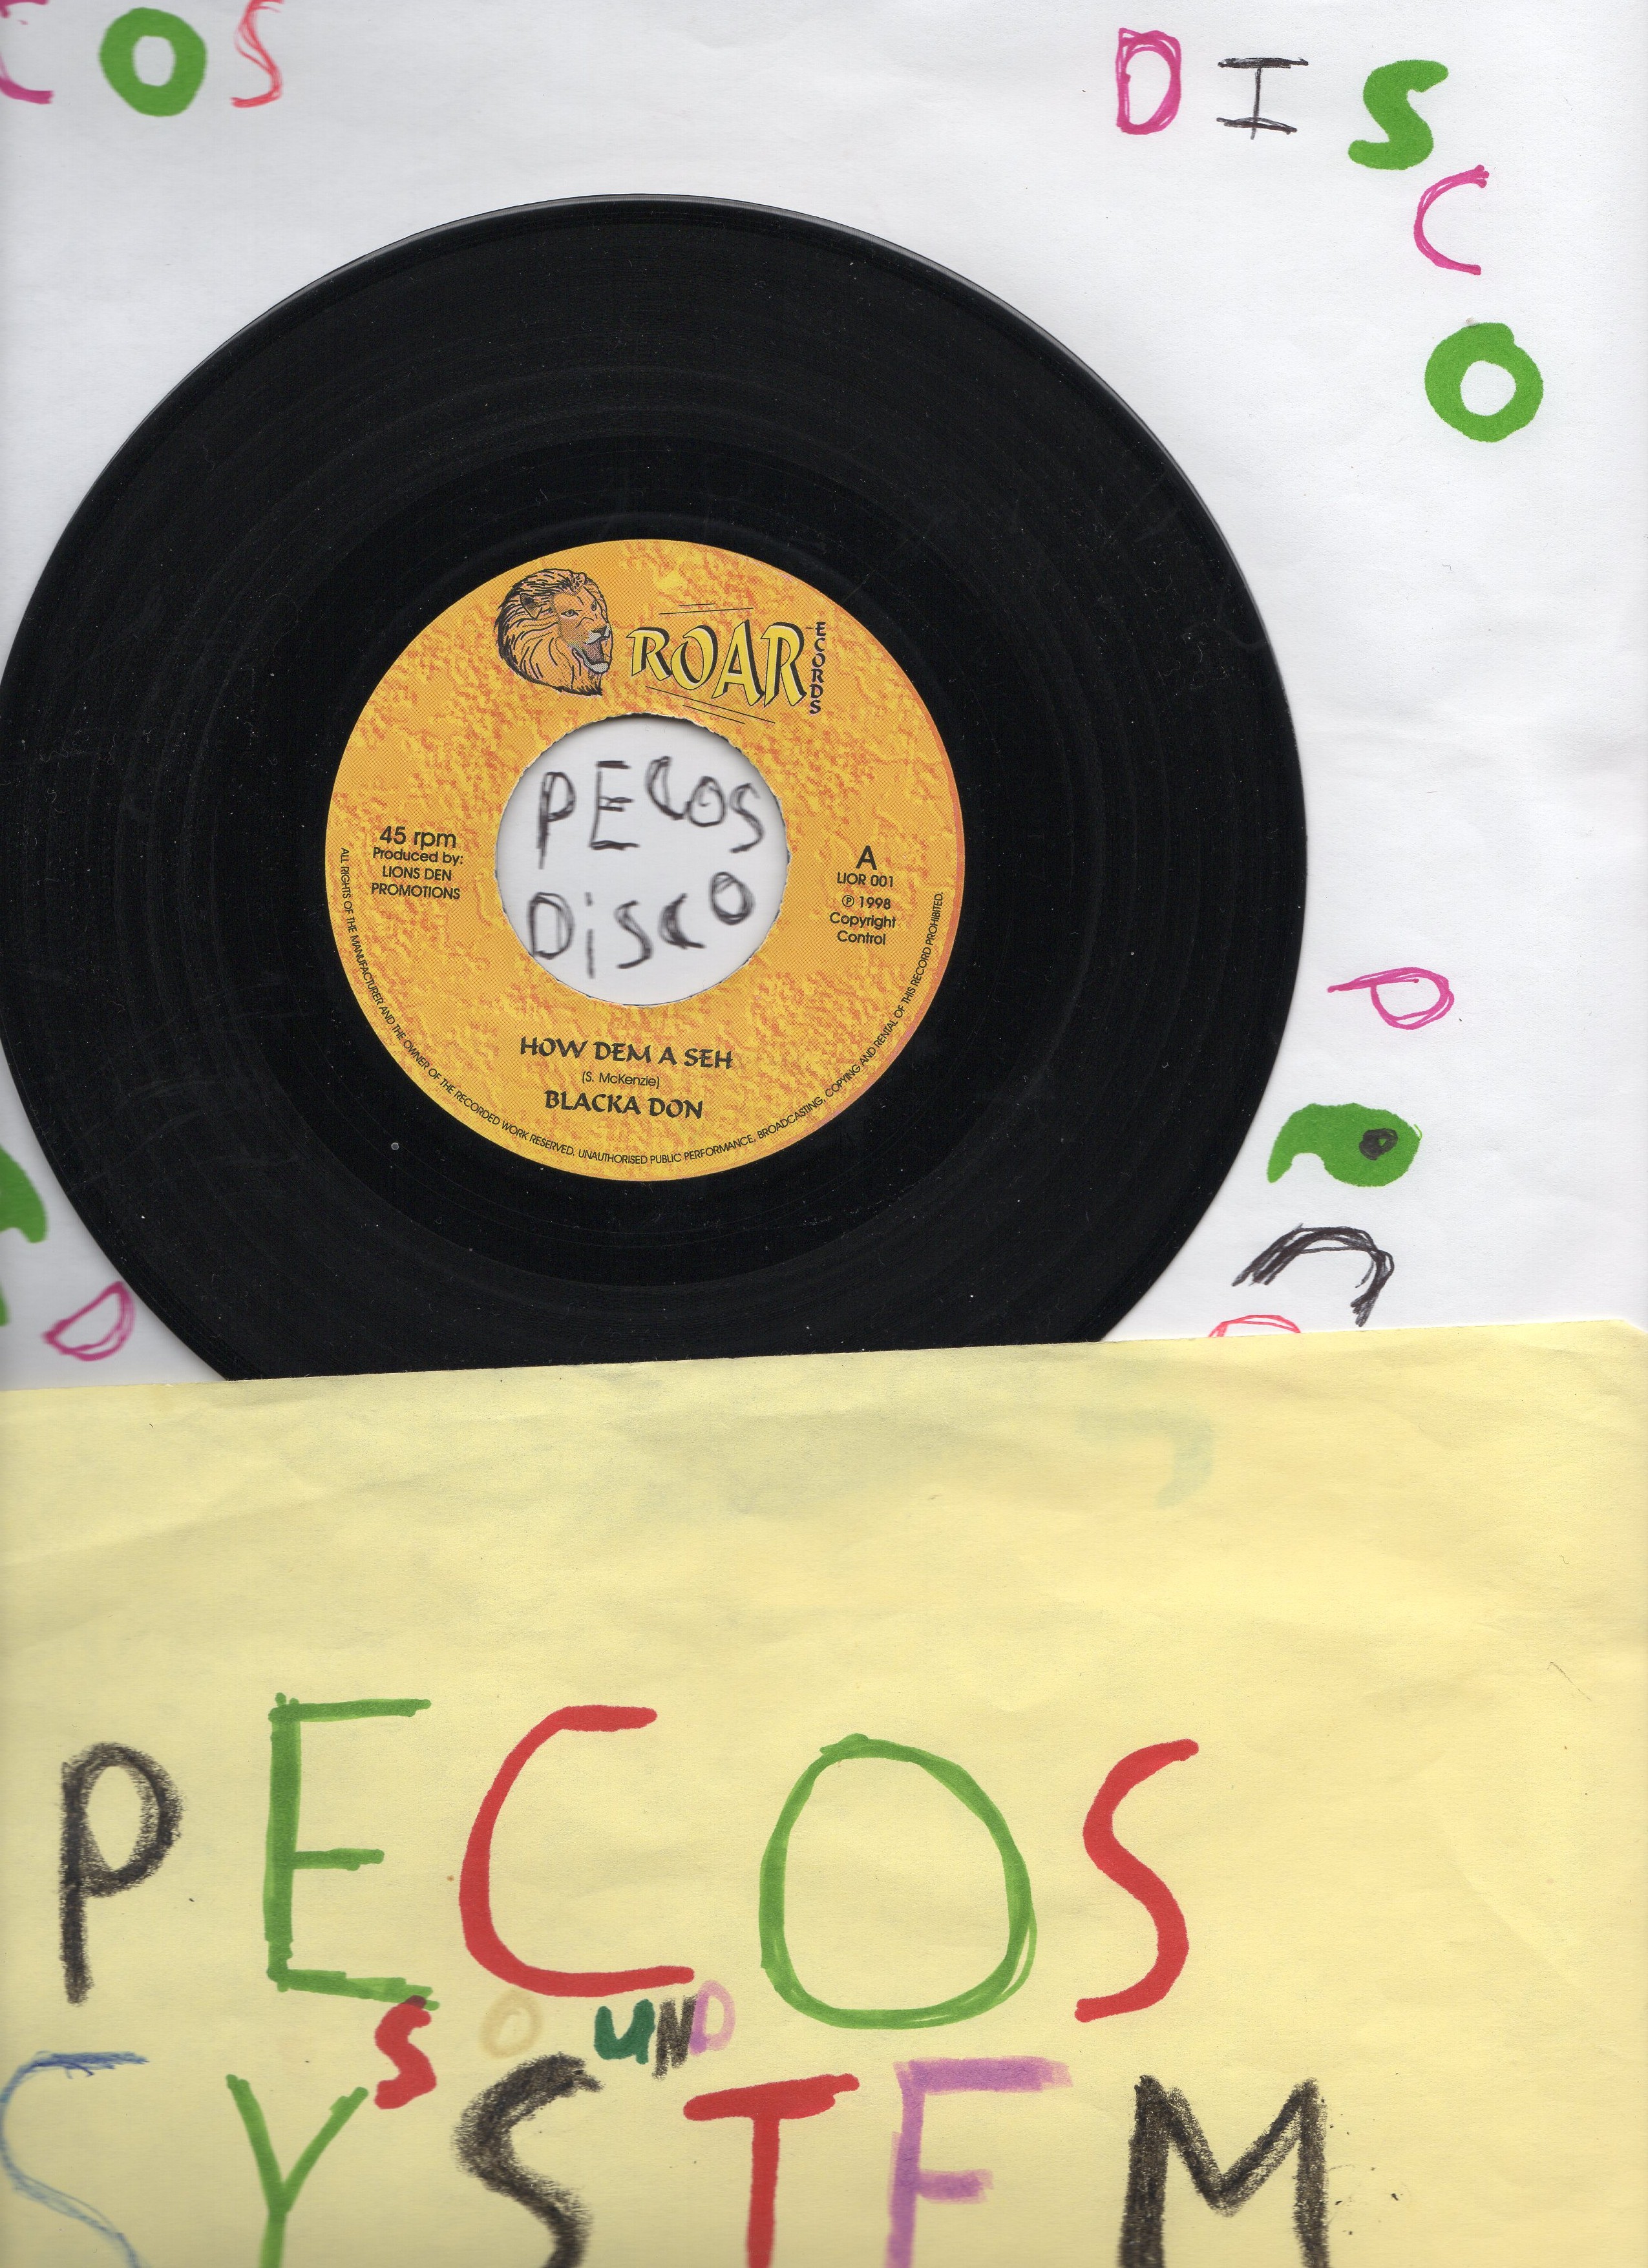 COS
DISCO
ROAR
ECORDS
PECOS
DiSCO
45 rpm
Produced by:
LIONS DEN
PROMOTIONS
A
LIOR 001
℗ 1998
Copyright
Control
HOW DEM A SEH
(S. McKenzie)
BLACKA DON
ALL RIGHTS OF THE MANUFACTURER AND THE OWNER OF THE RECORDED WORK RESERVED. UNAUTHORISED PUBLIC PERFORMANCE, BROADCASTING, COPYING AND RENTAL OF THIS RECORD PROHIBITED.
PECOS
SOUND
SYSTEM